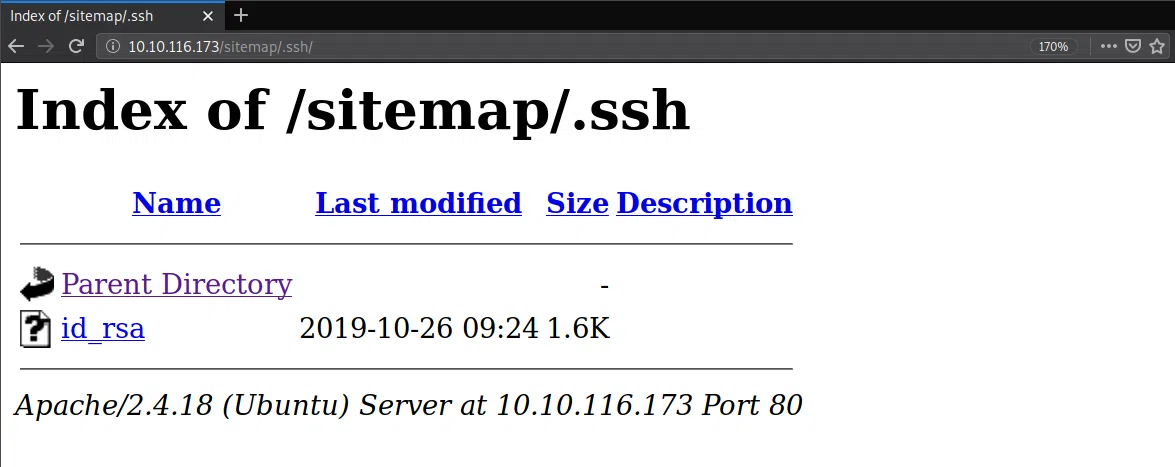 Index of /sitemap/.ssh
10.10.116.173/sitemap/.ssh/ 170%
Index of /sitemap/.ssh
Name Last modified Size Description
Parent Directory -
id_rsa 2019-10-26 09:24 1.6K
Apache/2.4.18 (Ubuntu) Server at 10.10.116.173 Port 80